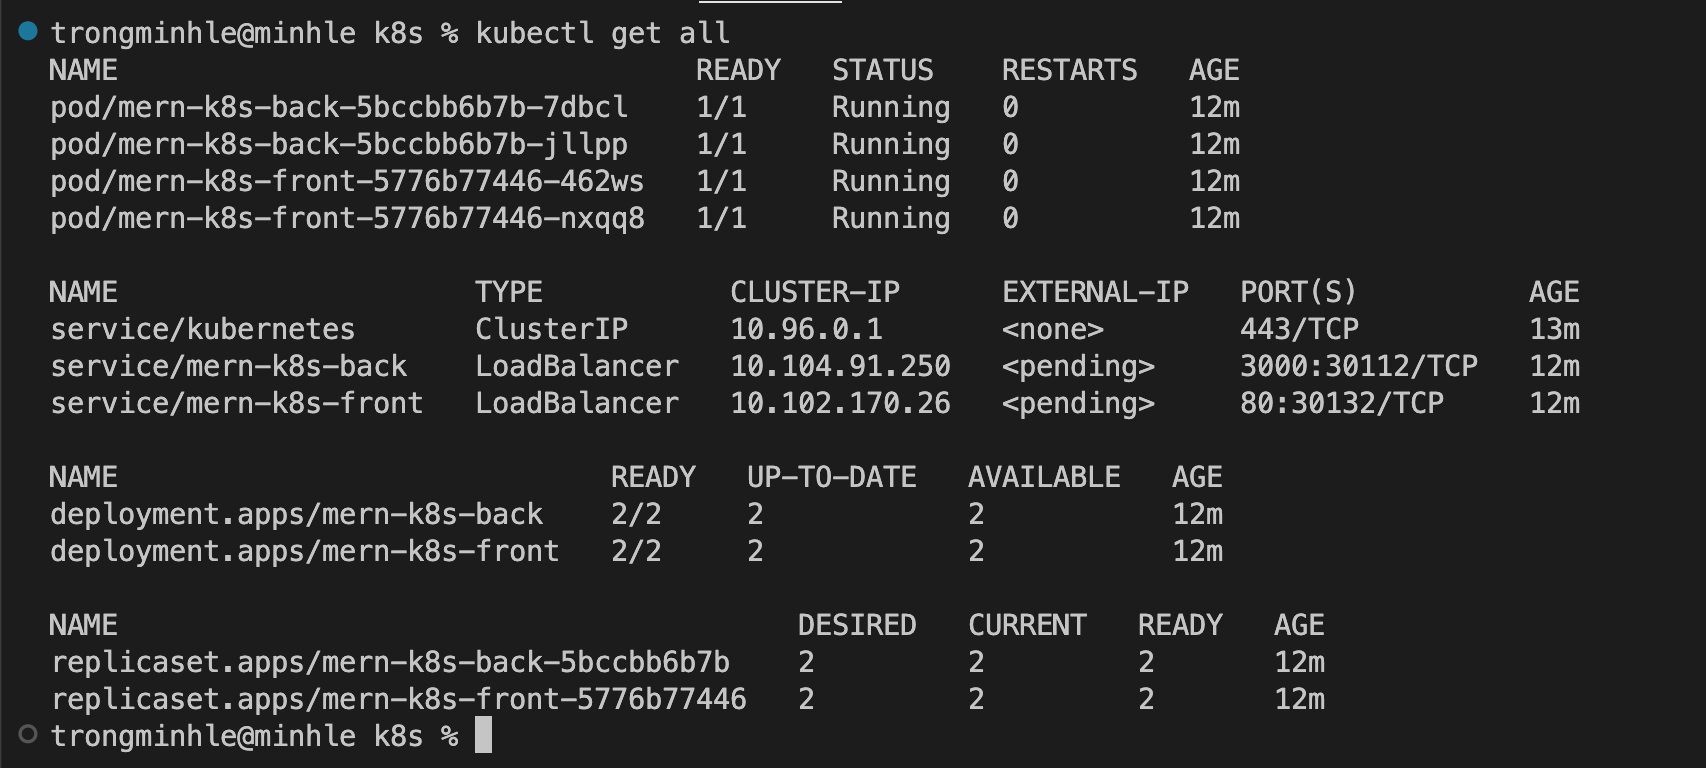 trongminhle@minhle k8s % kubectl get all
NAME READY STATUS RESTARTS AGE
pod/mern-k8s-back-5bccbb6b7b-7dbcl 1/1 Running 0 12m
pod/mern-k8s-back-5bccbb6b7b-jllpp 1/1 Running 0 12m
pod/mern-k8s-front-5776b77446-462ws 1/1 Running 0 12m
pod/mern-k8s-front-5776b77446-nxqq8 1/1 Running 0 12m
NAME TYPE CLUSTER-IP EXTERNAL-IP PORT(S) AGE
service/kubernetes ClusterIP 10.96.0.1 <none> 443/TCP 13m
service/mern-k8s-back LoadBalancer 10.104.91.250 <pending> 3000:30112/TCP 12m
service/mern-k8s-front LoadBalancer 10.102.170.26 <pending> 80:30132/TCP 12m
NAME READY UP-TO-DATE AVAILABLE AGE
deployment.apps/mern-k8s-back 2/2 2 2 12m
deployment.apps/mern-k8s-front 2/2 2 2 12m
NAME DESIRED CURRENT READY AGE
replicaset.apps/mern-k8s-back-5bccbb6b7b 2 2 2 12m
replicaset.apps/mern-k8s-front-5776b77446 2 2 2 12m
trongminhle@minhle k8s %